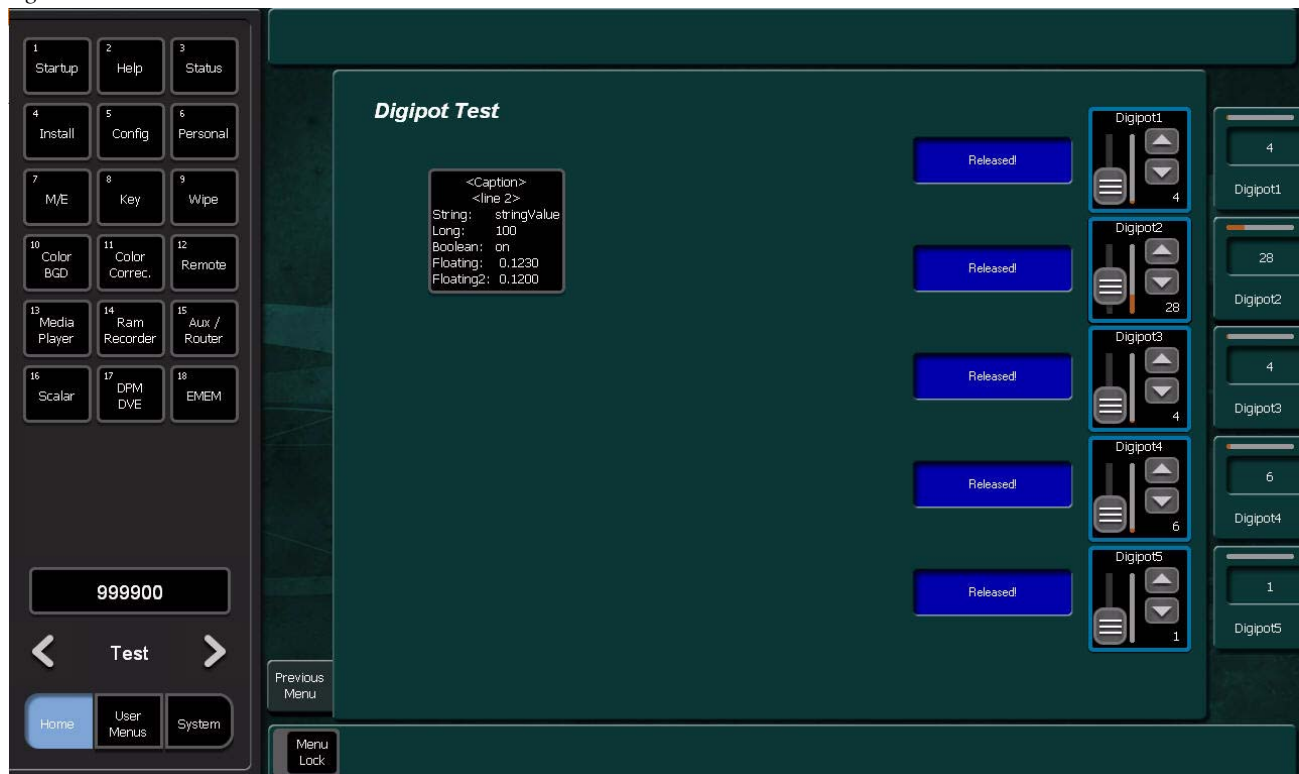 1
Startup
2
Help
3
Status
4
Install
5
Config
6
Personal
7
M/E
8
Key
9
Wipe
10
Color
BGD
11
Color
Correc.
12
Remote
13
Media
Player
14
Ram
Recorder
15
Aux /
Router
16
Scalar
17
DPM
DVE
18
EMEM
999900
Test
Home
User
Menus
System
Digipot Test
<Caption>
<line 2>
String: stringValue
Long: 100
Boolean: on
Floating: 0.1230
Floating2: 0.1200
Released!
Digipot1
4
4
Digipot1
Released!
Digipot2
28
28
Digipot2
Released!
Digipot3
4
4
Digipot3
Released!
Digipot4
6
6
Digipot4
Released!
Digipot5
1
1
Digipot5
Previous
Menu
Menu
Lock